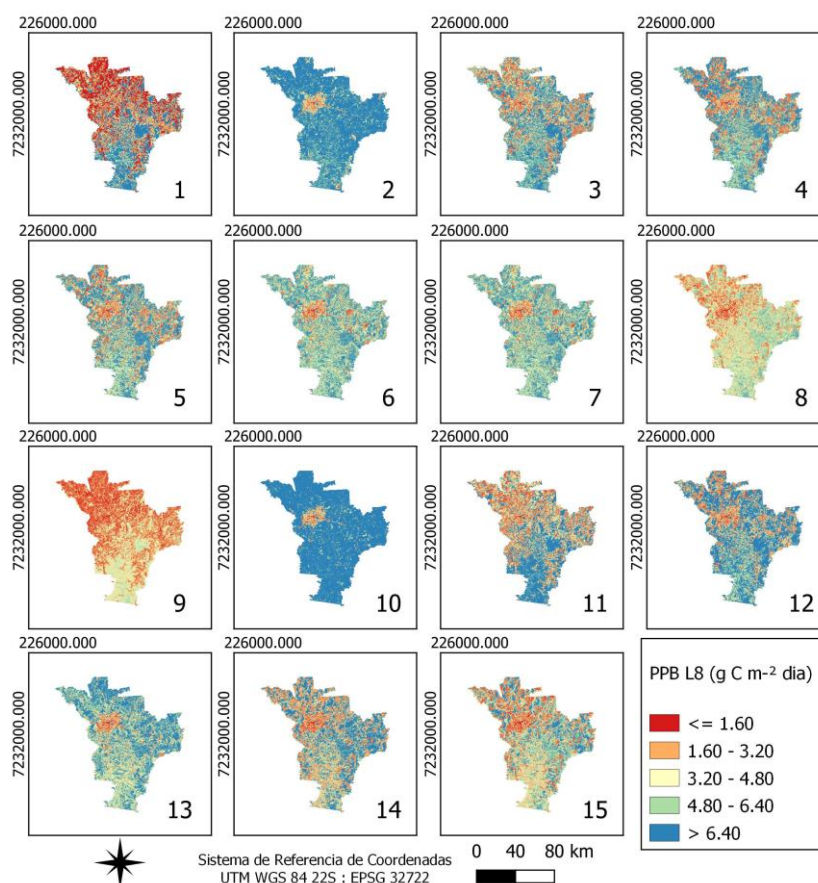 226000.000 226000.000 226000.000 226000.000
7232000.000 7232000.000 7232000.000 7232000.000
1 2 3 4
226000.000 226000.000 226000.000 226000.000
7232000.000 7232000.000 7232000.000 7232000.000
5 6 7 8
226000.000 226000.000 226000.000 226000.000
7232000.000 7232000.000 7232000.000 7232000.000
9 10 11 12
226000.000 226000.000 226000.000
7232000.000 7232000.000 7232000.000
13 14 15
PPB L8 (g C m⁻² dia)
<= 1.60
1.60 - 3.20
3.20 - 4.80
4.80 - 6.40
> 6.40
Sistema de Referencia de Coordenadas
UTM WGS 84 22S : EPSG 32722
0 40 80 km